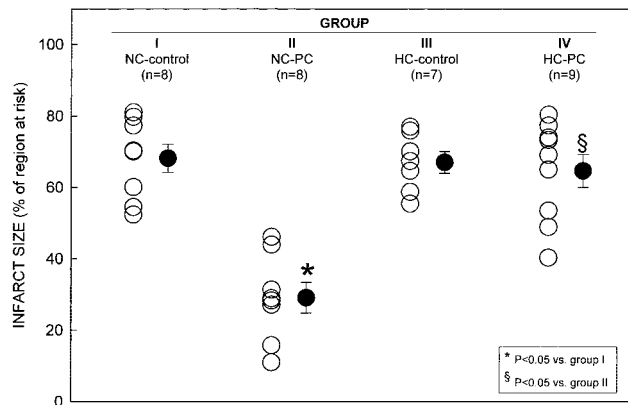 GROUP
I II III IV
NC-control NC-PC HC-control HC-PC
(n=8) (n=8) (n=7) (n=9)
INFARCT SIZE (% of region at risk)
100
80
60
40
20
0
*
§
* P<0.05 vs. group I
§ P<0.05 vs. group II